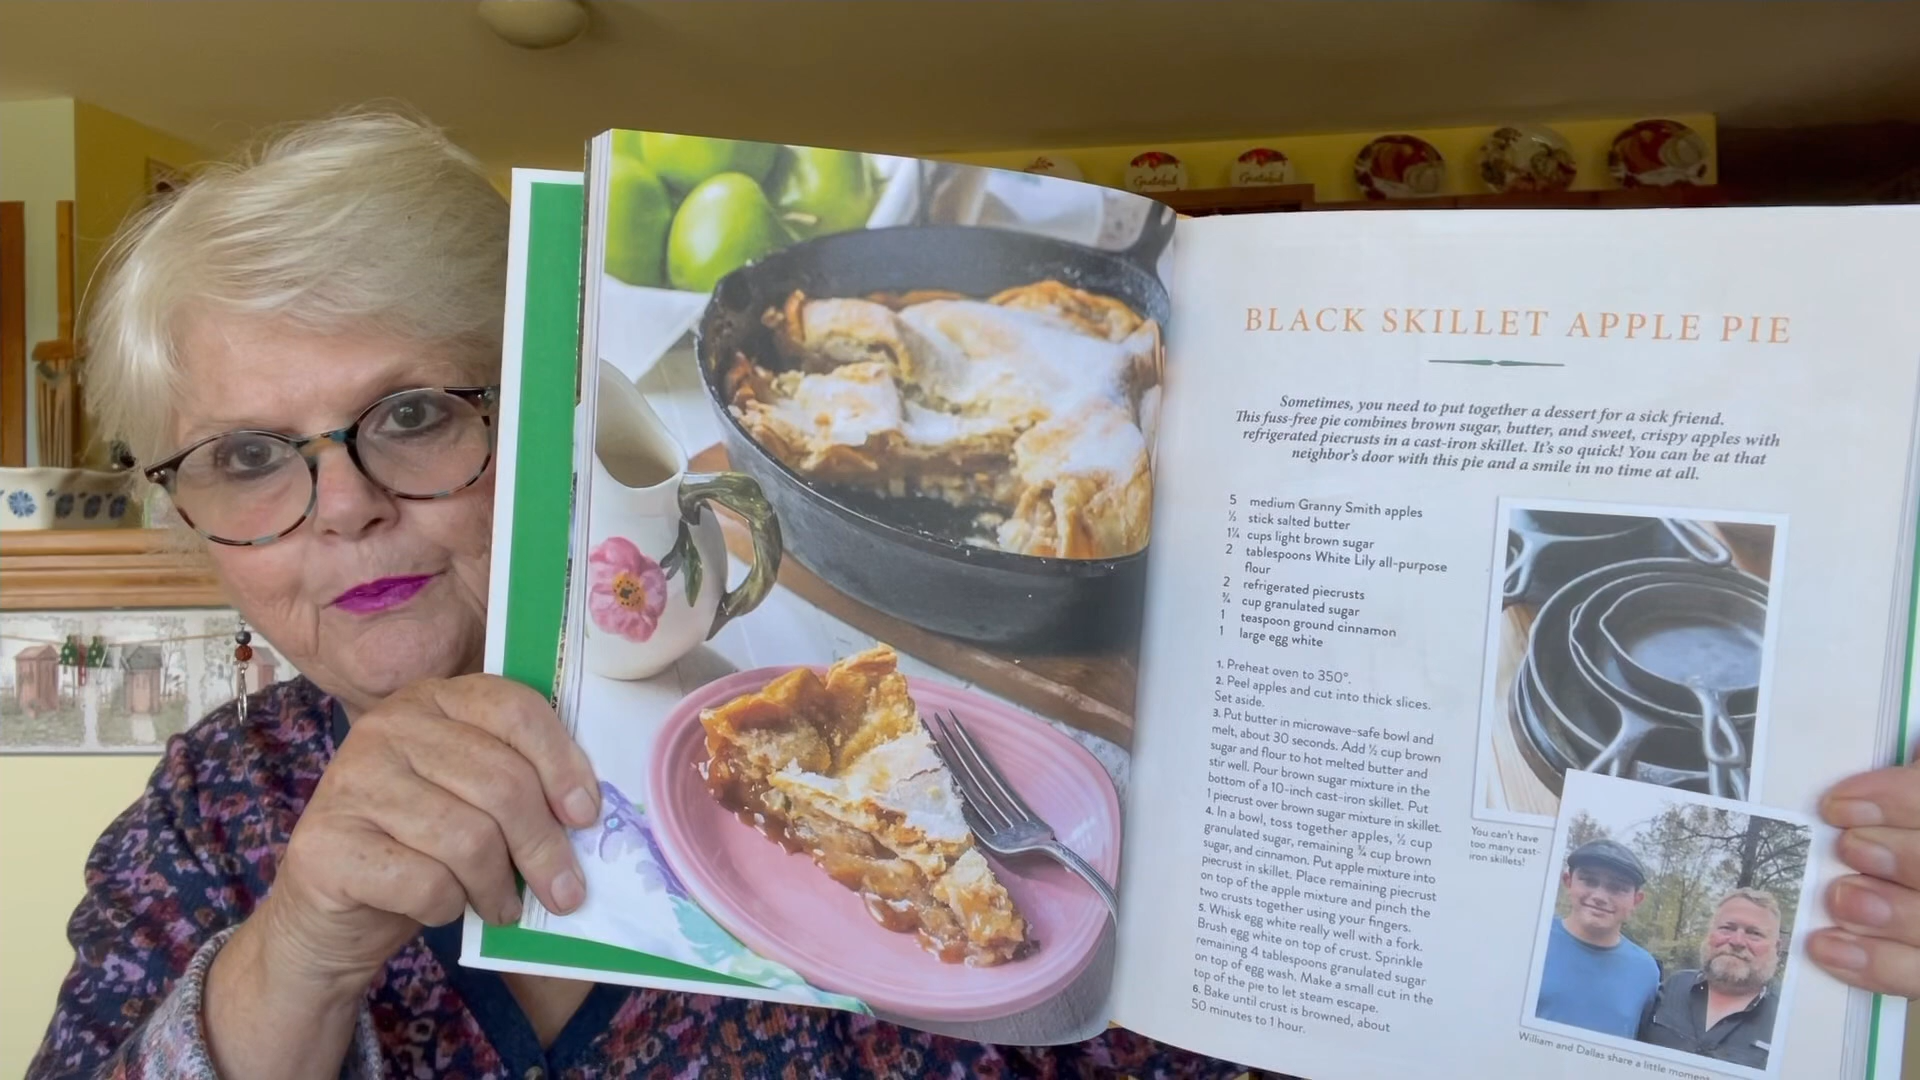 Grateful
Grateful
BLACK SKILLET APPLE PIE
Sometimes, you need to put together a dessert for a sick friend.
This fuss-free pie combines brown sugar, butter, and sweet, crispy apples with
refrigerated piecrusts in a cast-iron skillet. It's so quick! You can be at that
neighbor's door with this pie and a smile in no time at all.
5 medium Granny Smith apples
½ stick salted butter
1¼ cups light brown sugar
2 tablespoons White Lily all-purpose
flour
2 refrigerated piecrusts
¾ cup granulated sugar
1 teaspoon ground cinnamon
1 large egg white
1. Preheat oven to 350°.
2. Peel apples and cut into thick slices.
Set aside.
3. Put butter in microwave-safe bowl and
melt, about 30 seconds. Add ½ cup brown
sugar and flour to hot melted butter and
stir well. Pour brown sugar mixture in the
bottom of a 10-inch cast-iron skillet. Put
1 piecrust over brown sugar mixture in skillet.
4. In a bowl, toss together apples, ½ cup
granulated sugar, remaining ¾ cup brown
sugar, and cinnamon. Put apple mixture into
piecrust in skillet. Place remaining piecrust
on top of the apple mixture and pinch the
two crusts together using your fingers.
5. Whisk egg white really well with a fork.
Brush egg white on top of crust. Sprinkle
remaining 4 tablespoons granulated sugar
on top of egg wash. Make a small cut in the
top of the pie to let steam escape.
6. Bake until crust is browned, about
50 minutes to 1 hour.
You can't have
too many cast-
iron skillets!
William and Dallas share a little moment